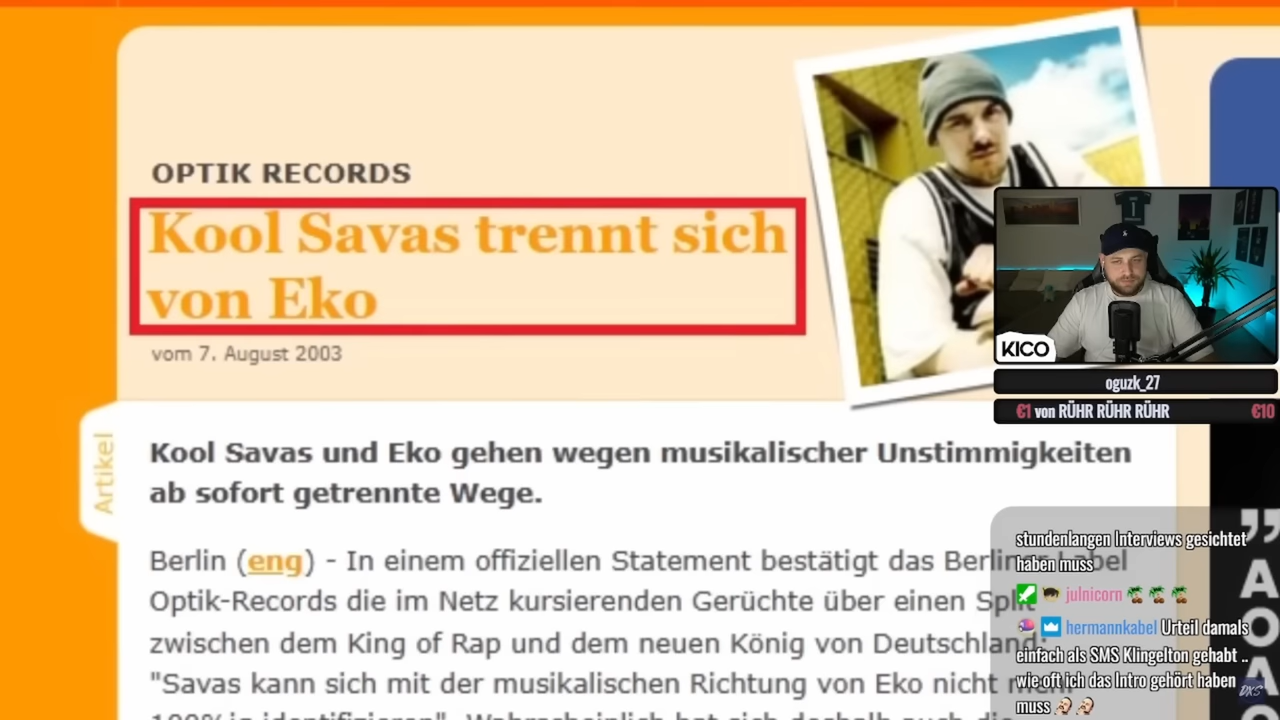 OPTIK RECORDS
Kool Savas trennt sich
von Eko
vom 7. August 2003
Artikel
Kool Savas und Eko gehen wegen musikalischer Unstimmigkeiten
ab sofort getrennte Wege.
Berlin (eng) - In einem offiziellen Statement bestätigt das Berliner Label
Optik-Records die im Netz kursierenden Gerüchte über einen Split
zwischen dem King of Rap und dem neuen König von Deutschland:
"Savas kann sich mit der musikalischen Richtung von Eko nicht mehr
KICO
oguzk_27
€1 von RÜHR RÜHR RÜHR €10
stundenlangen Interviews gesichtet
haben muss
julnicorn
hermannkabel Urteil damals
einfach als SMS Klingelton gehabt ..
wie oft ich das Intro gehört haben
muss
DXS